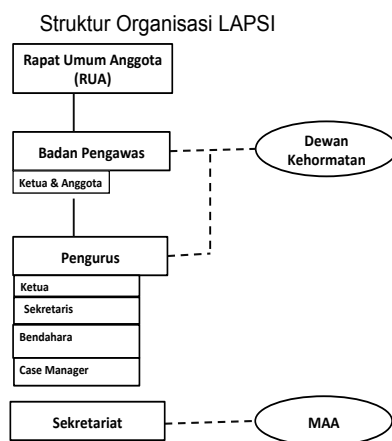 Struktur Organisasi LAPSI
Rapat Umum Anggota
(RUA)
Badan Pengawas
Ketua & Anggota
Dewan
Kehormatan
Pengurus
Ketua
Sekretaris
Bendahara
Case Manager
Sekretariat
MAA